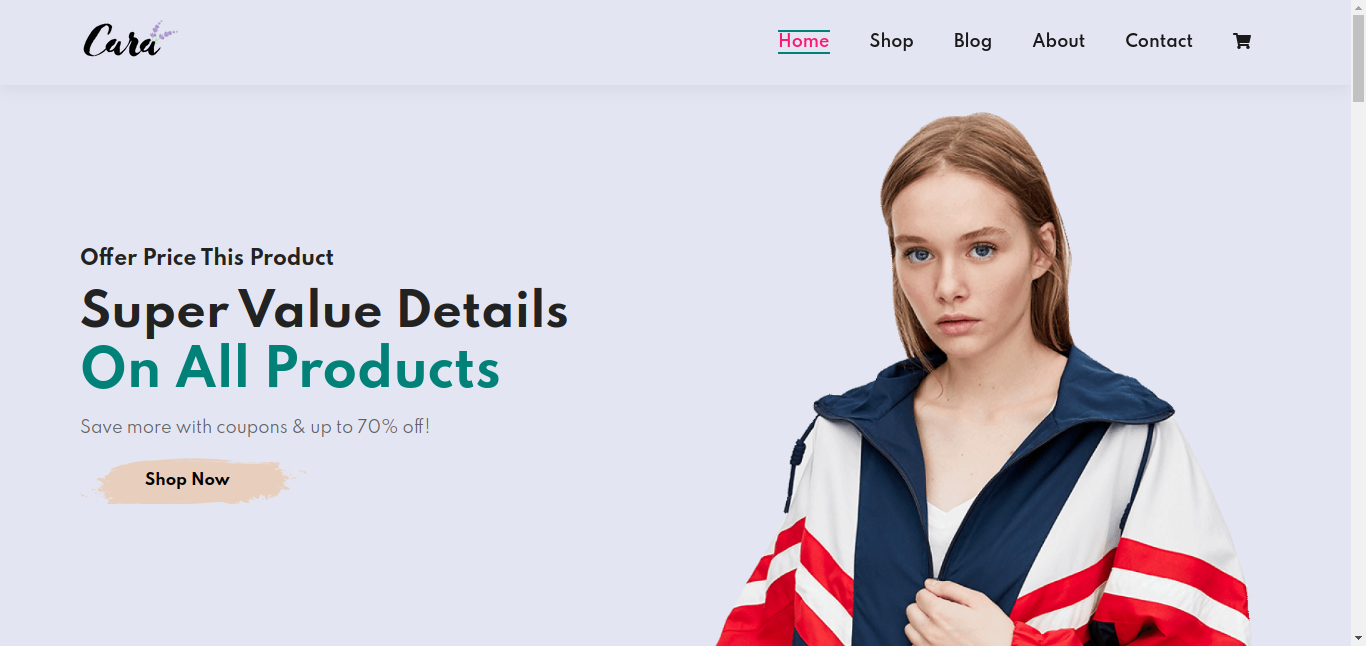 Cara
Home Shop Blog About Contact
Offer Price This Product
Super Value Details
On All Products
Save more with coupons & up to 70% off!
Shop Now